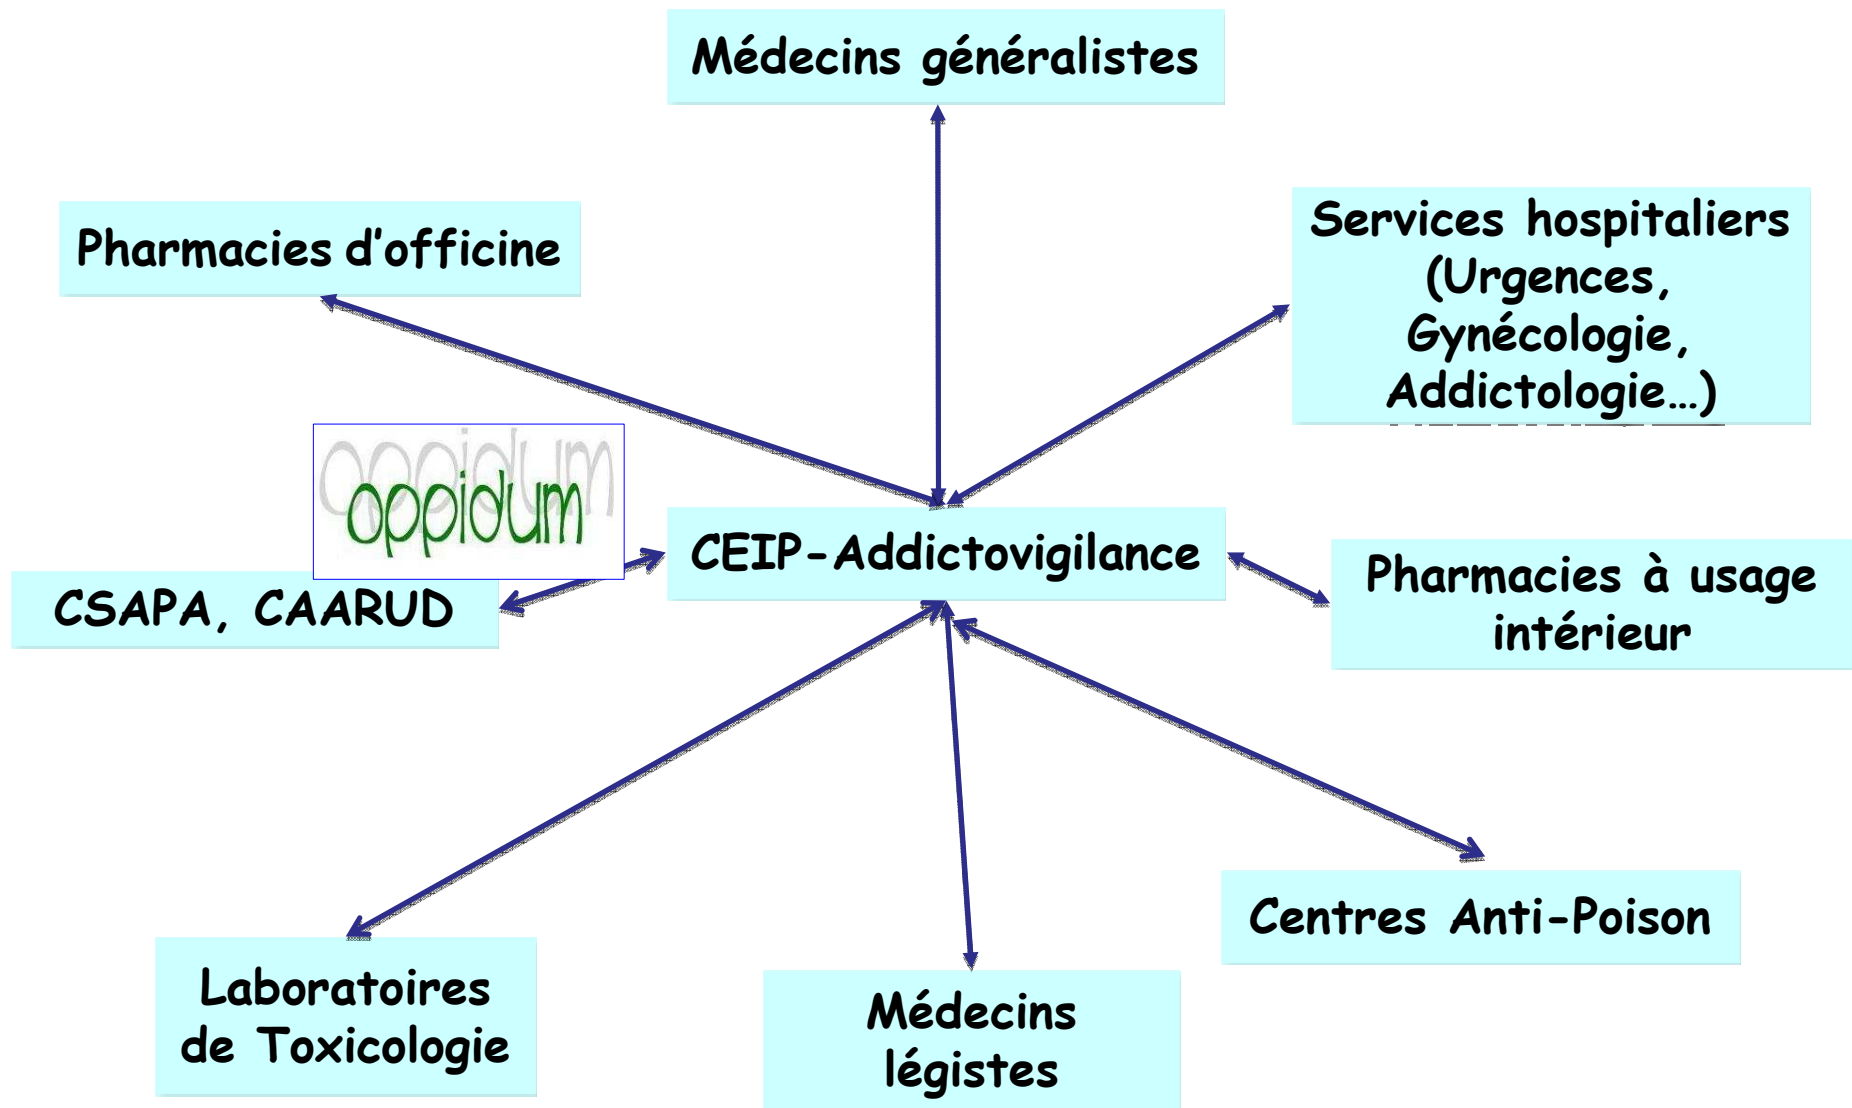 Médecins généralistes
Pharmacies d’officine
Services hospitaliers
(Urgences,
Gynécologie,
Addictologie…)
oppidum
CEIP-Addictovigilance
CSAPA, CAARUD
Pharmacies à usage
intérieur
Centres Anti-Poison
Laboratoires
de Toxicologie
Médecins
légistes